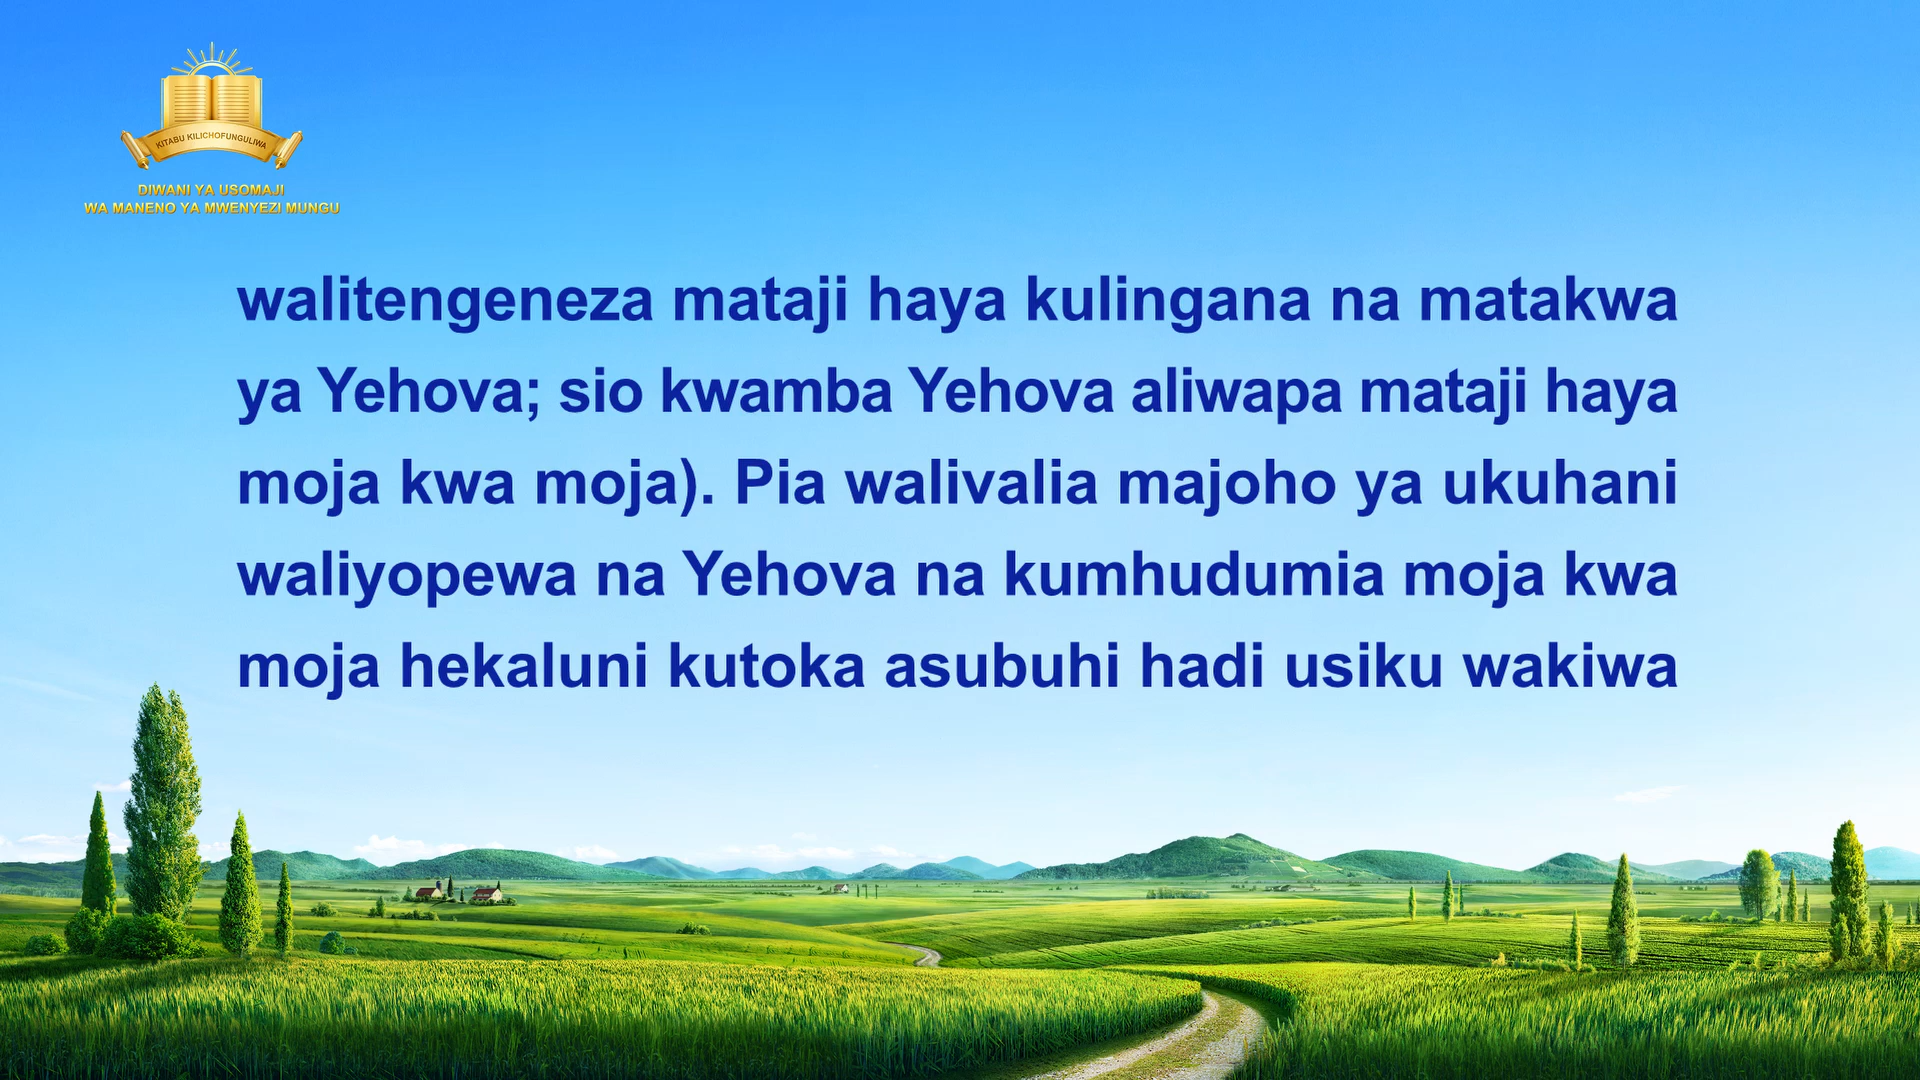 KITABU KILICHOFUNGULIWA
DIWANI YA USOMAJI
WA MANENO YA MWENYEZI MUNGU
walitengeneza mataji haya kulingana na matakwa
ya Yehova; sio kwamba Yehova aliwapa mataji haya
moja kwa moja). Pia walivalia majoho ya ukuhani
waliyopewa na Yehova na kumhudumia moja kwa
moja hekaluni kutoka asubuhi hadi usiku wakiwa